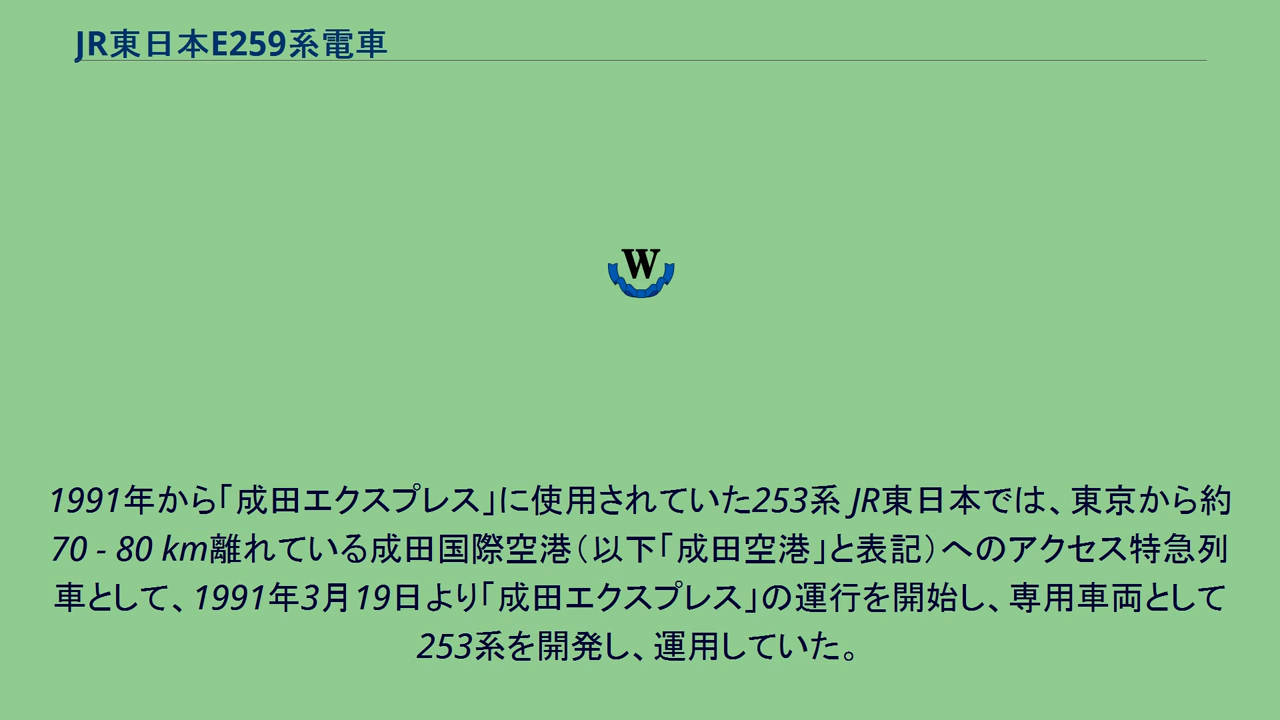 JR東日本E259系電車
W
1991年から「成田エクスプレス」に使用されていた253系 JR東日本では、東京から約
70 - 80 km離れている成田国際空港（以下「成田空港」と表記）へのアクセス特急列
車として、1991年3月19日より「成田エクスプレス」の運行を開始し、専用車両として
253系を開発し、運用していた。